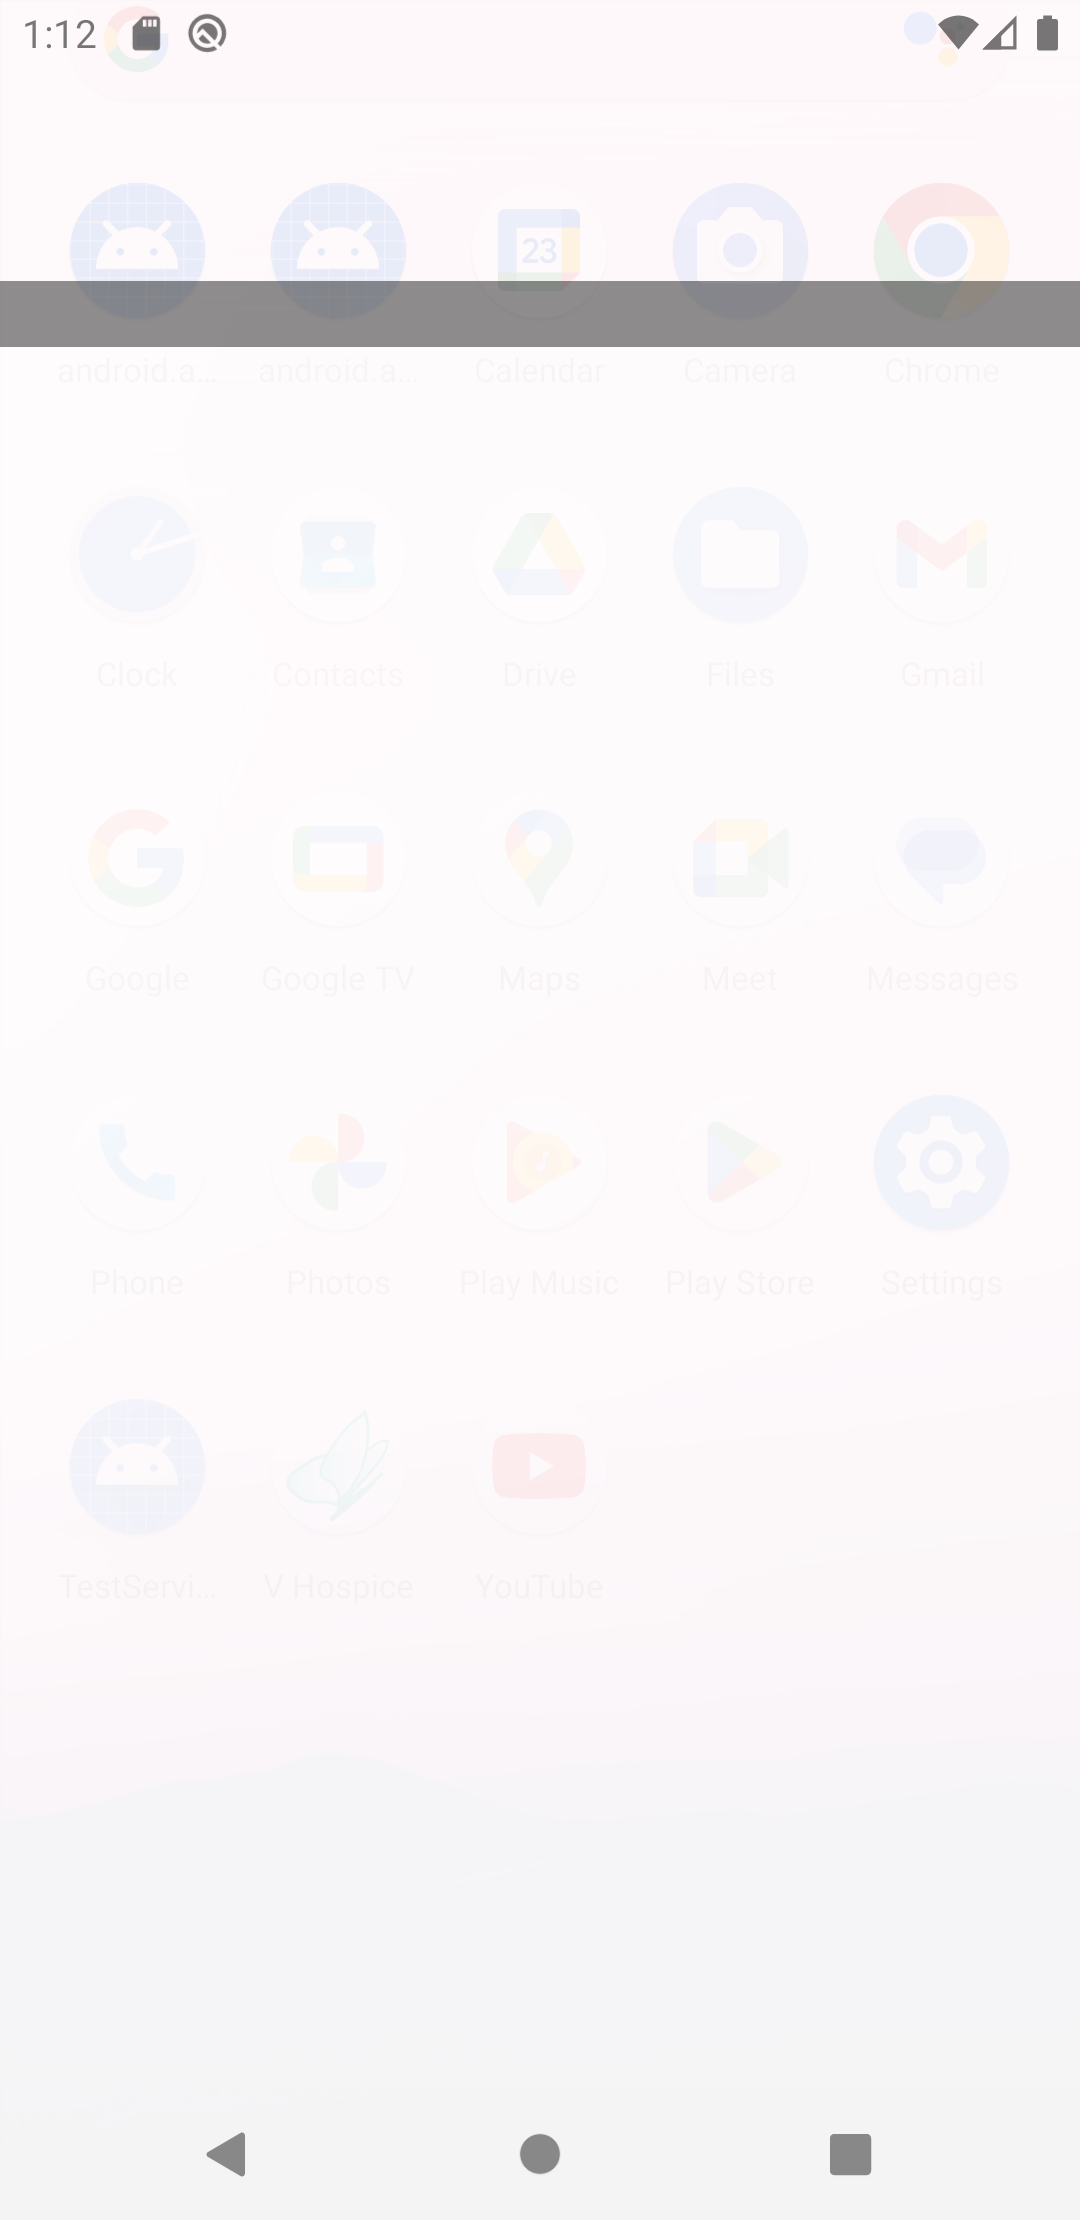 1:12
23
android.a... android.a... Calendar Camera Chrome
Clock Contacts Drive Files Gmail
Google Google TV Maps Meet Messages
Phone Photos Play Music Play Store Settings
TestServi... V Hospice YouTube